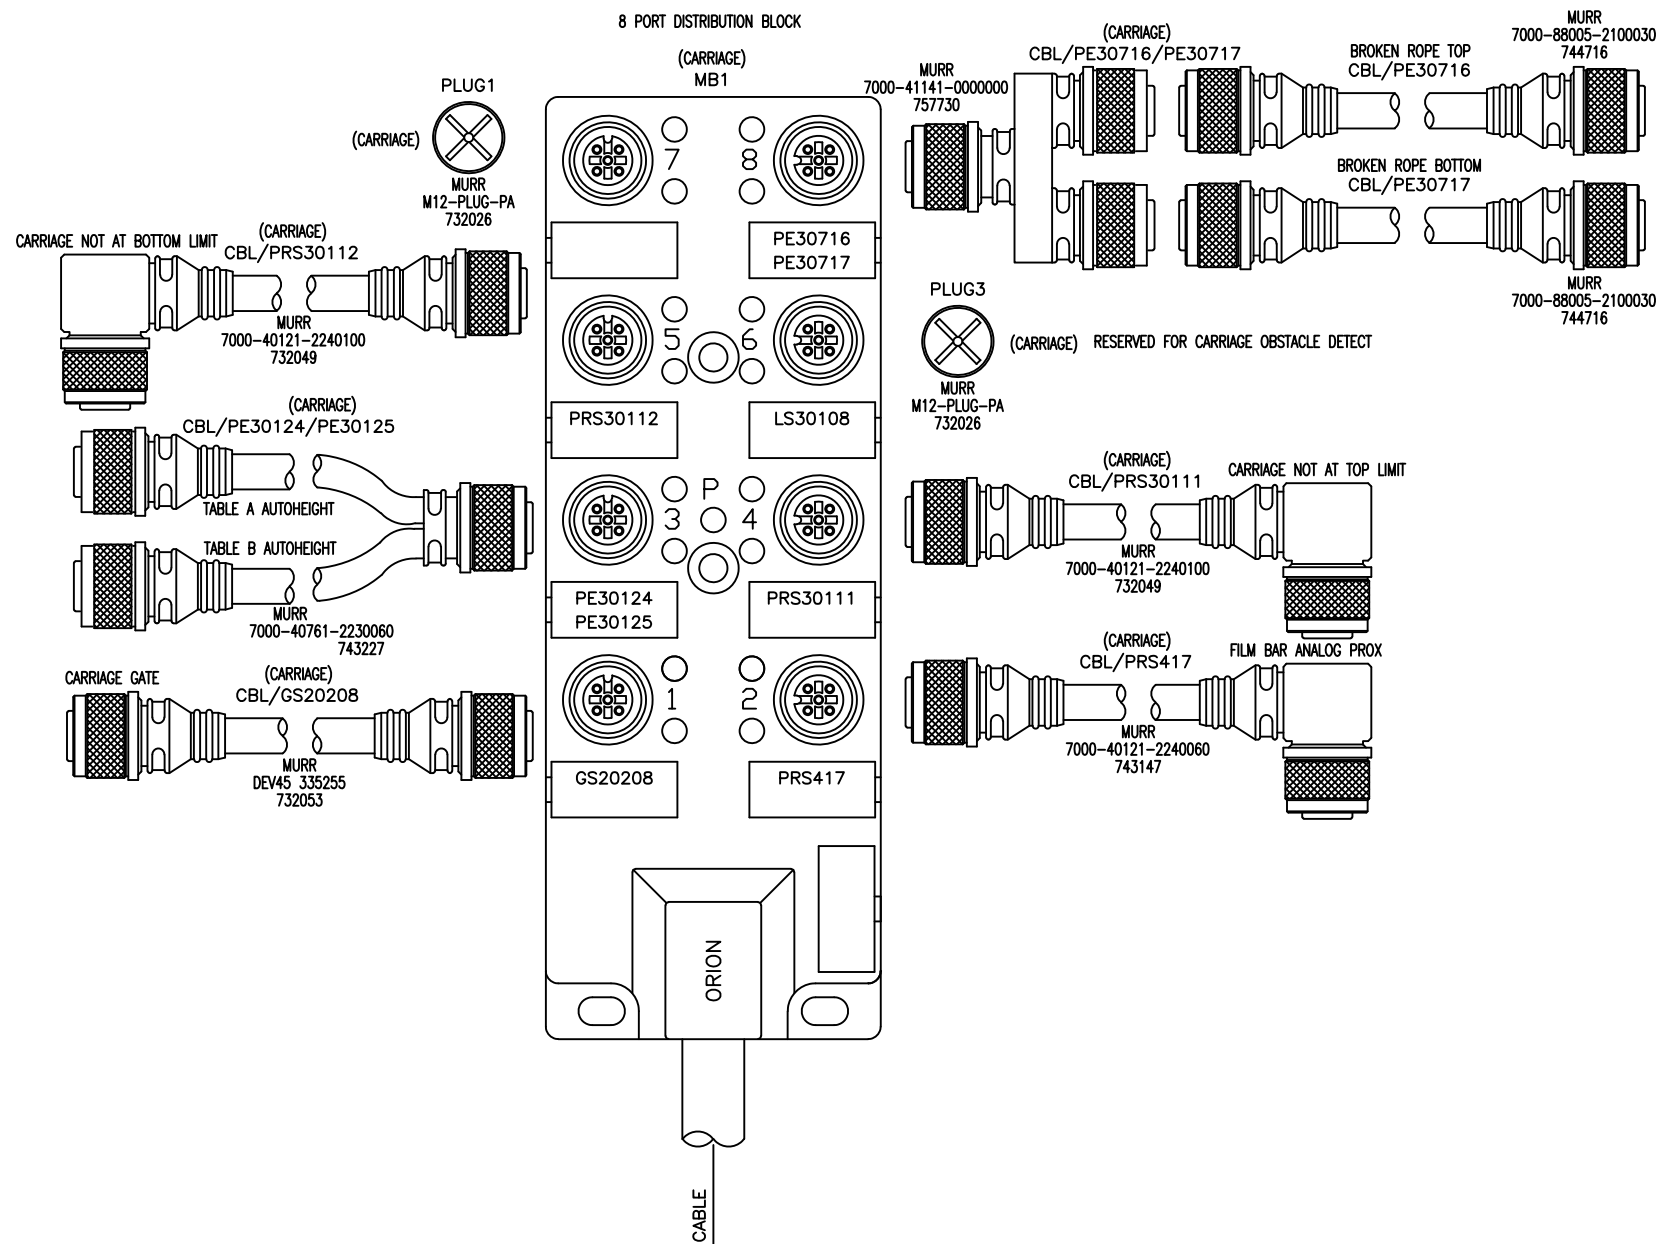 8 PORT DISTRIBUTION BLOCK
(CARRIAGE)
MB1
PLUG1
(CARRIAGE)
MURR
M12-PLUG-PA
732026
CARRIAGE NOT AT BOTTOM LIMIT
(CARRIAGE)
CBL/PRS30112
MURR
7000-40121-2240100
732049
(CARRIAGE)
CBL/PE30124/PE30125
TABLE A AUTOHEIGHT
TABLE B AUTOHEIGHT
MURR
7000-40761-2230060
743227
CARRIAGE GATE
(CARRIAGE)
CBL/GS20208
MURR
DEV45 335255
732053
7
8
PE30716
PE30717
5
6
PRS30112
LS30108
P
3
4
PE30124
PE30125
PRS30111
1
2
GS20208
PRS417
ORION
CABLE
MURR
7000-41141-0000000
757730
(CARRIAGE)
CBL/PE30716/PE30717
BROKEN ROPE TOP
CBL/PE30716
MURR
7000-88005-2100030
744716
BROKEN ROPE BOTTOM
CBL/PE30717
MURR
7000-88005-2100030
744716
PLUG3
(CARRIAGE) RESERVED FOR CARRIAGE OBSTACLE DETECT
MURR
M12-PLUG-PA
732026
(CARRIAGE)
CBL/PRS30111
CARRIAGE NOT AT TOP LIMIT
MURR
7000-40121-2240100
732049
(CARRIAGE)
CBL/PRS417
FILM BAR ANALOG PROX
MURR
7000-40121-2240060
743147